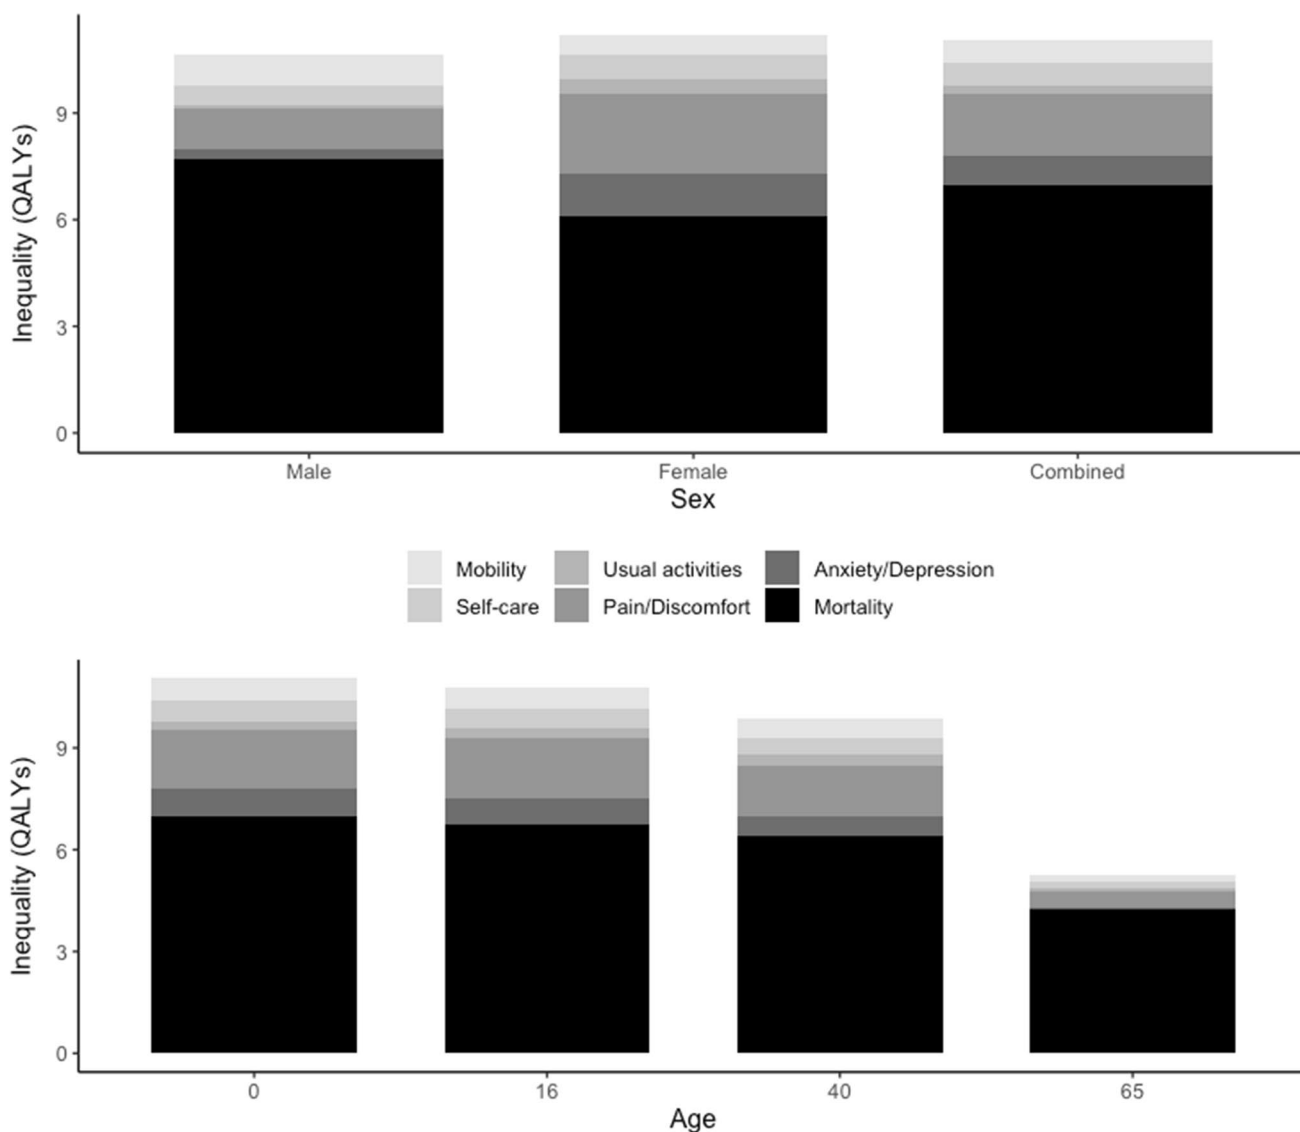 Inequality (QALYs)
9
6
3
0
Male Female Combined
Sex
Mobility Usual activities Anxiety/Depression
Self-care Pain/Discomfort Mortality
Inequality (QALYs)
9
6
3
0
0 16 40 65
Age